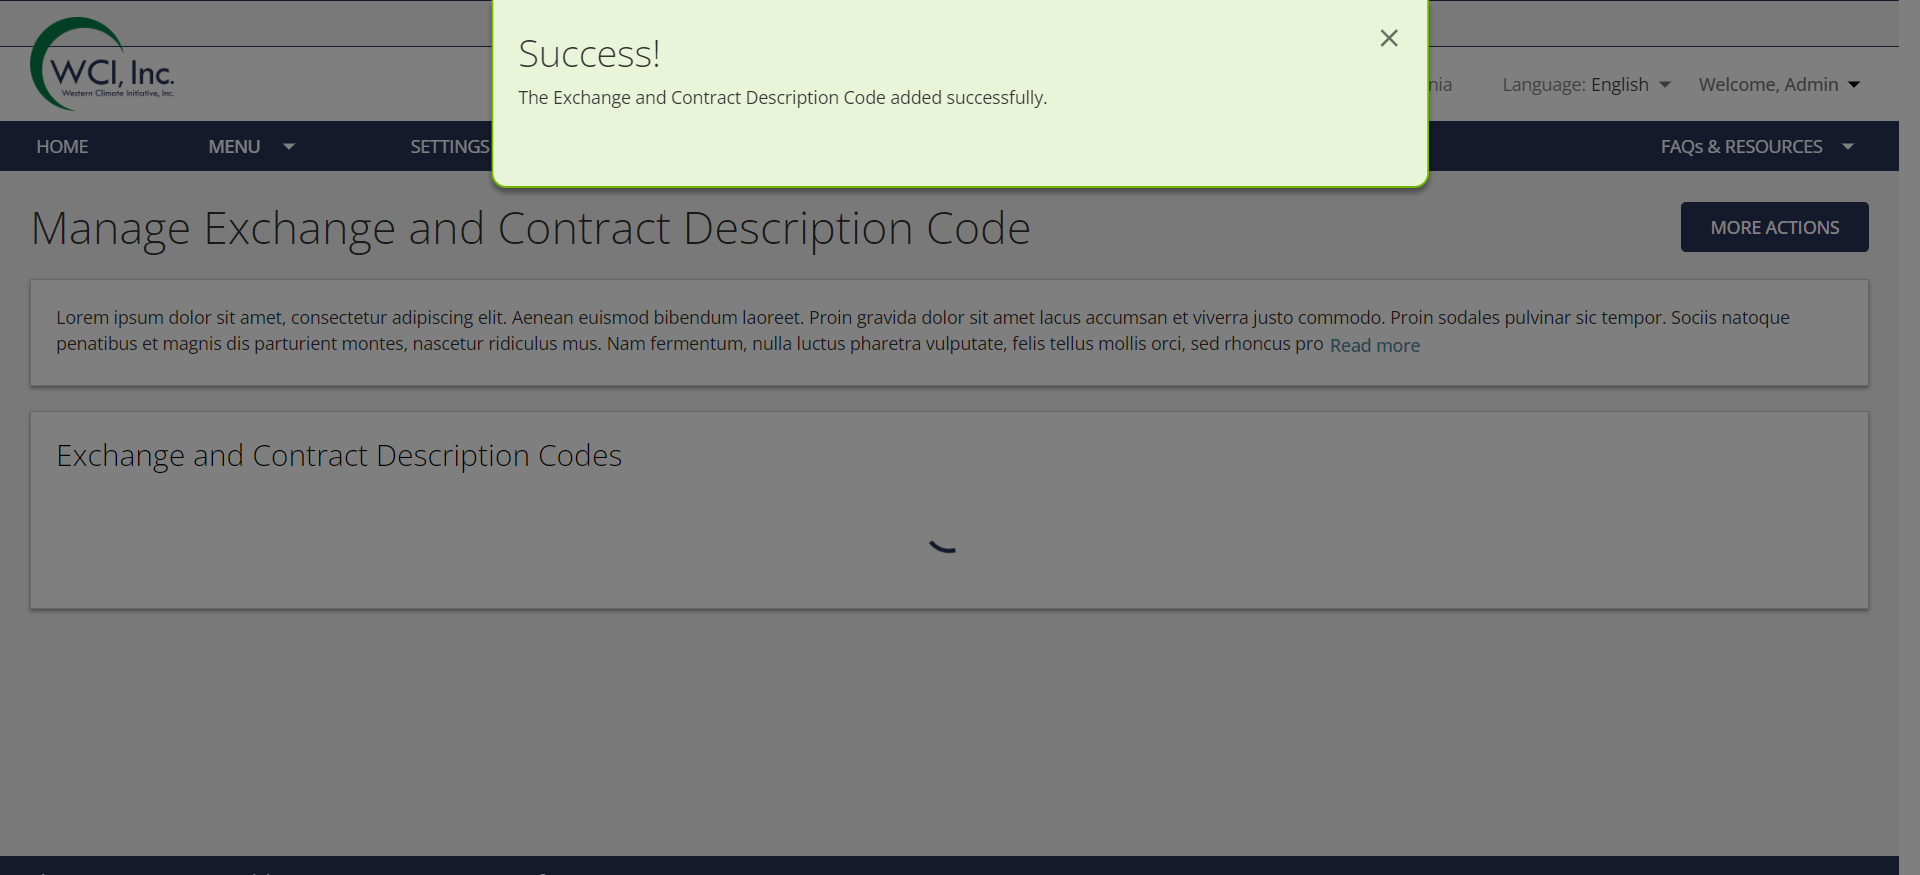 Success!
The Exchange and Contract Description Code added successfully.
WCI, Inc.
Western Climate Initiative, Inc.
nia
Language: English
Welcome, Admin
HOME
MENU
SETTINGS
FAQs & RESOURCES
Manage Exchange and Contract Description Code
MORE ACTIONS
Lorem ipsum dolor sit amet, consectetur adipiscing elit. Aenean euismod bibendum laoreet. Proin gravida dolor sit amet lacus accumsan et viverra justo commodo. Proin sodales pulvinar sic tempor. Sociis natoque
penatibus et magnis dis parturient montes, nascetur ridiculus mus. Nam fermentum, nulla luctus pharetra vulputate, felis tellus mollis orci, sed rhoncus pro Read more
Exchange and Contract Description Codes